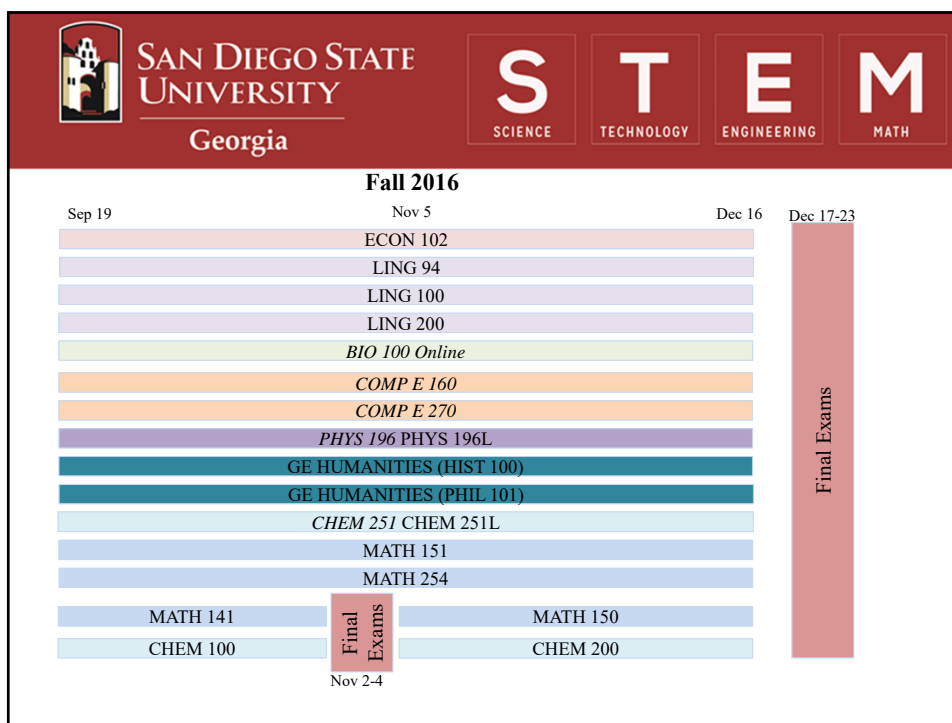 SAN DIEGO STATE
UNIVERSITY
Georgia
S T E M
SCIENCE TECHNOLOGY ENGINEERING MATH
Fall 2016
Sep 19 Nov 5 Dec 16 Dec 17-23
ECON 102
LING 94
LING 100
LING 200
BIO 100 Online
COMP E 160
COMP E 270
PHYS 196 PHYS 196L
GE HUMANITIES (HIST 100)
GE HUMANITIES (PHIL 101)
CHEM 251 CHEM 251L
MATH 151
MATH 254
MATH 141 MATH 150
CHEM 100 CHEM 200
Final
Exams
Nov 2-4
Final Exams